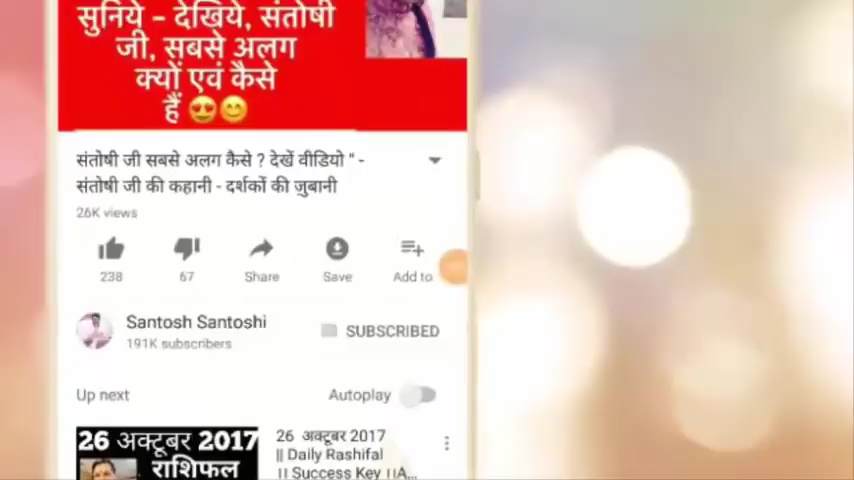 सुनिये - देखिये, संतोषी
जी, सबसे अलग
क्यों एवं कैसे
हैं 😍😊
संतोषी जी सबसे अलग कैसे ? देखें वीडियो " -
संतोषी जी की कहानी - दर्शकों की जुबानी
26K views
238
67
Share
Save
Add to
Santosh Santoshi
191K subscribers
SUBSCRIBED
Up next
Autoplay
26 अक्टूबर 2017
राशिफल
26 अक्टूबर 2017
|| Daily Rashifal
|| Success Key ||A...